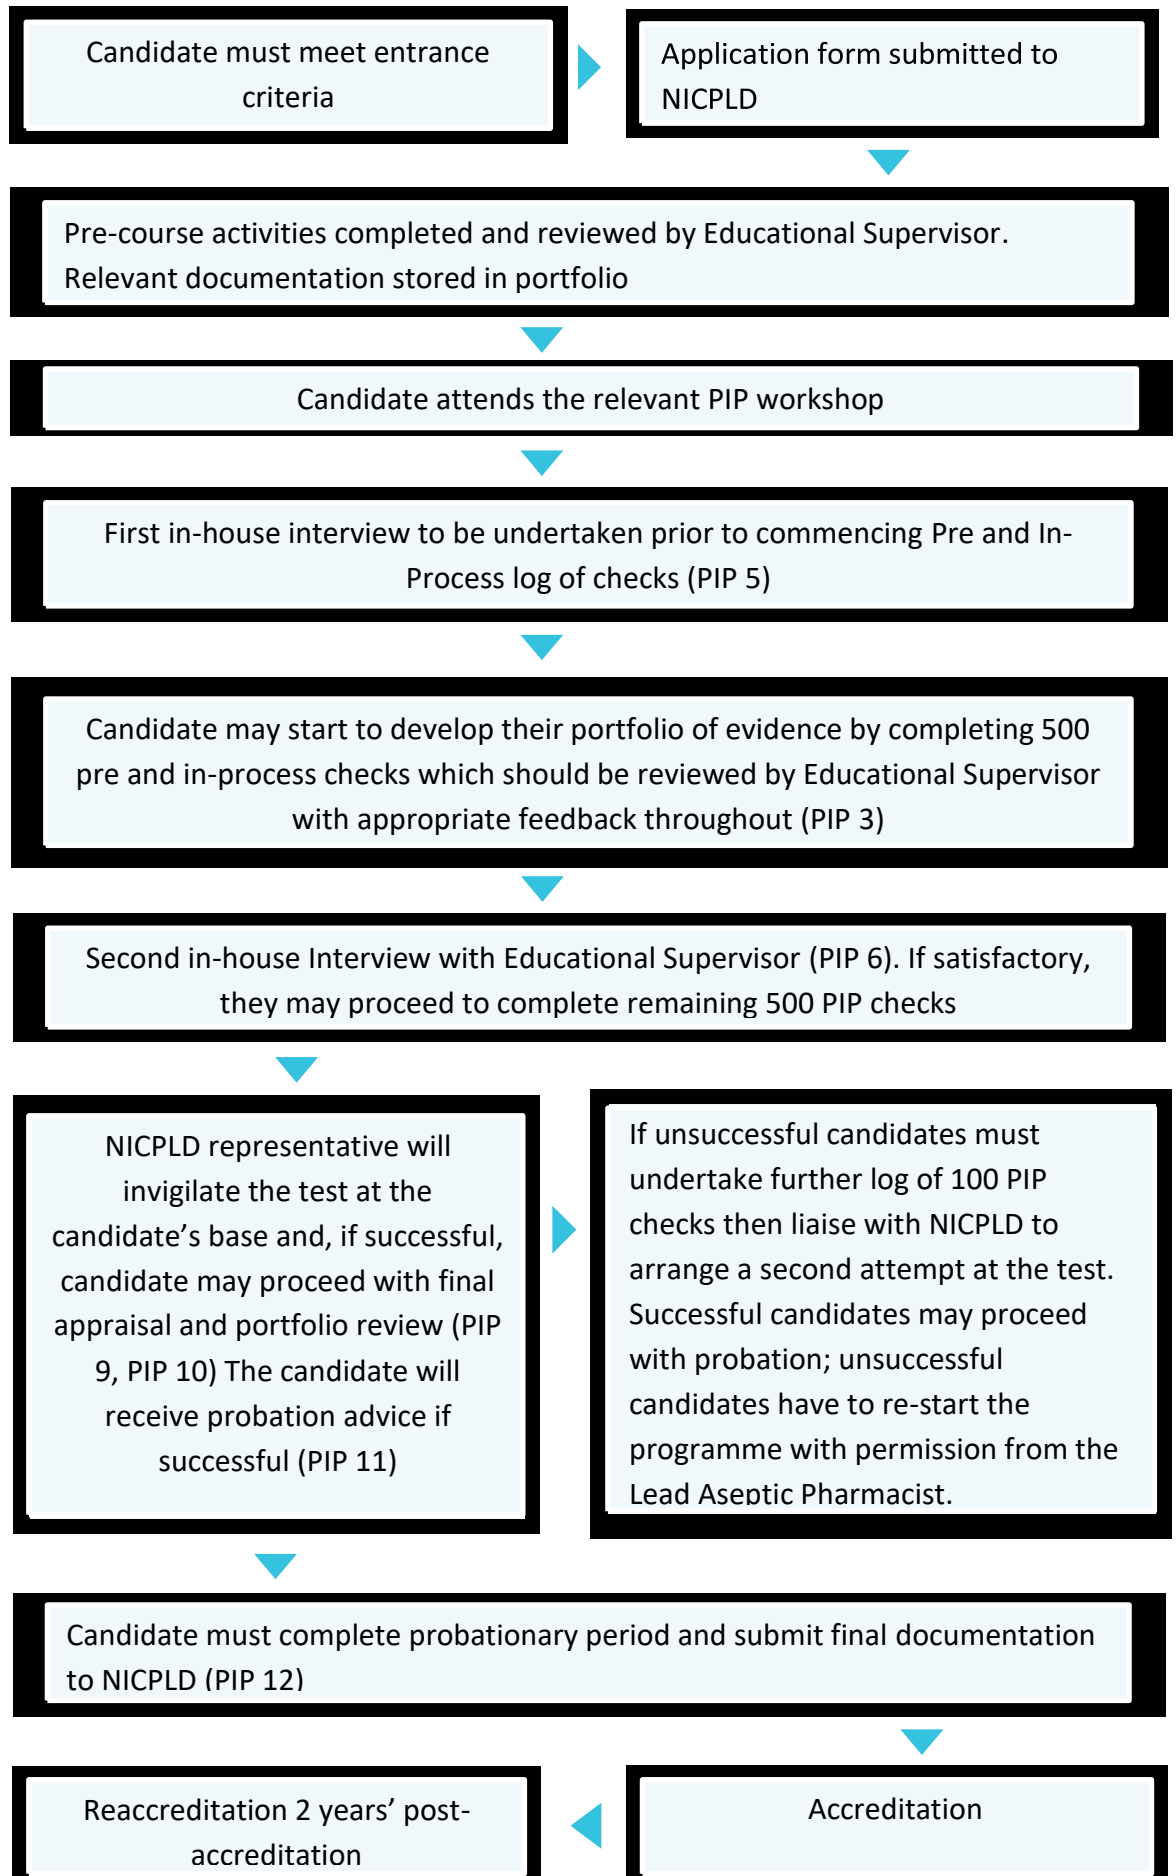 Candidate must meet entrance
criteria
Application form submitted to
NICPLD
Pre-course activities completed and reviewed by Educational Supervisor.
Relevant documentation stored in portfolio
Candidate attends the relevant PIP workshop
First in-house interview to be undertaken prior to commencing Pre and In-
Process log of checks (PIP 5)
Candidate may start to develop their portfolio of evidence by completing 500
pre and in-process checks which should be reviewed by Educational Supervisor
with appropriate feedback throughout (PIP 3)
Second in-house Interview with Educational Supervisor (PIP 6). If satisfactory,
they may proceed to complete remaining 500 PIP checks
NICPLD representative will
invigilate the test at the
candidate’s base and, if successful,
candidate may proceed with final
appraisal and portfolio review (PIP
9, PIP 10) The candidate will
receive probation advice if
successful (PIP 11)
If unsuccessful candidates must
undertake further log of 100 PIP
checks then liaise with NICPLD to
arrange a second attempt at the test.
Successful candidates may proceed
with probation; unsuccessful
candidates have to re-start the
programme with permission from the
Lead Aseptic Pharmacist.
Candidate must complete probationary period and submit final documentation
to NICPLD (PIP 12)
Reaccreditation 2 years’ post-
accreditation
Accreditation